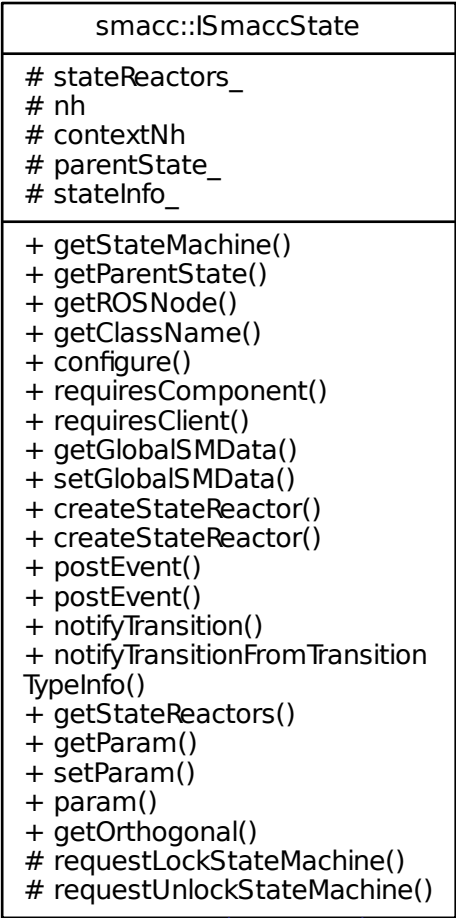 smacc::ISmaccState
# stateReactors_
# nh
# contextNh
# parentState_
# stateInfo_
+ getStateMachine()
+ getParentState()
+ getROSNode()
+ getClassName()
+ configure()
+ requiresComponent()
+ requiresClient()
+ getGlobalSMData()
+ setGlobalSMData()
+ createStateReactor()
+ createStateReactor()
+ postEvent()
+ postEvent()
+ notifyTransition()
+ notifyTransitionFromTransition
TypeInfo()
+ getStateReactors()
+ getParam()
+ setParam()
+ param()
+ getOrthogonal()
# requestLockStateMachine()
# requestUnlockStateMachine()